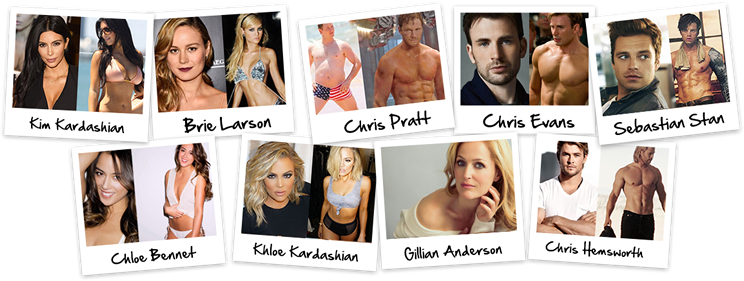 Kim Kardashian
Brie Larson
Chris Pratt
Chris Evans
Sebastian Stan
Chloe Bennet
Khloe Kardashian
Gillian Anderson
Chris Hemsworth